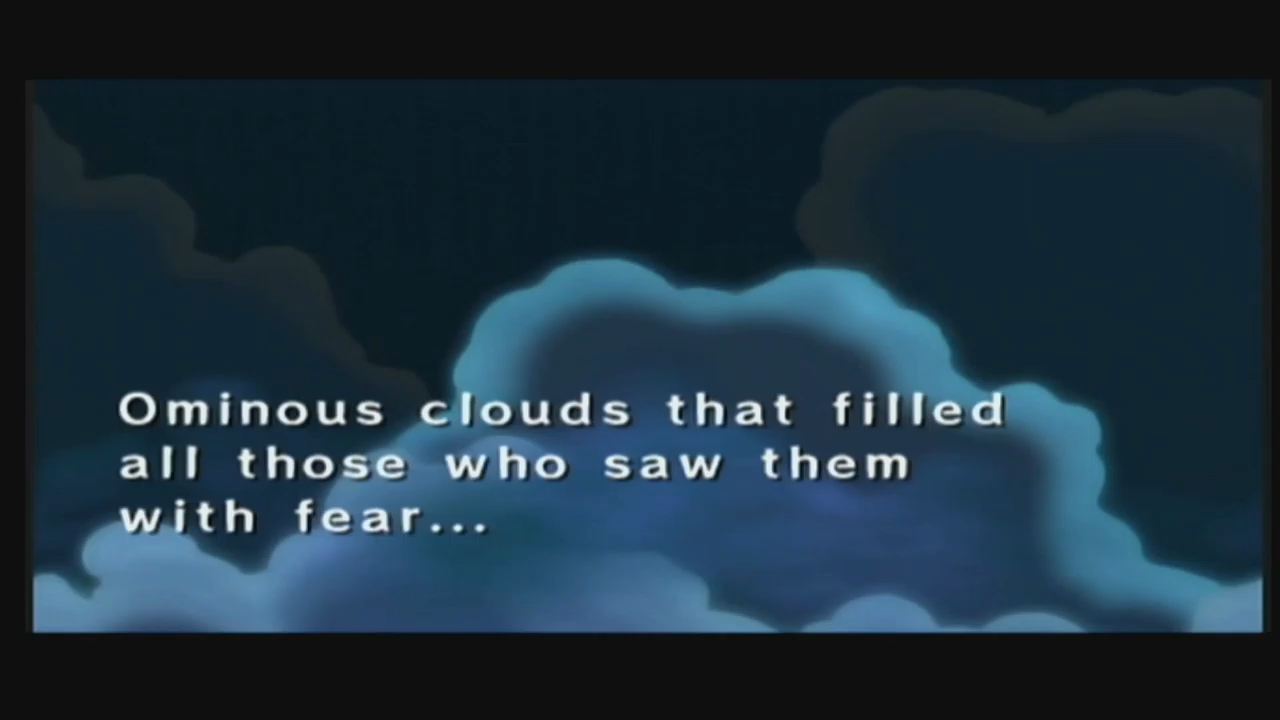 Ominous clouds that filled
all those who saw them
with fear...